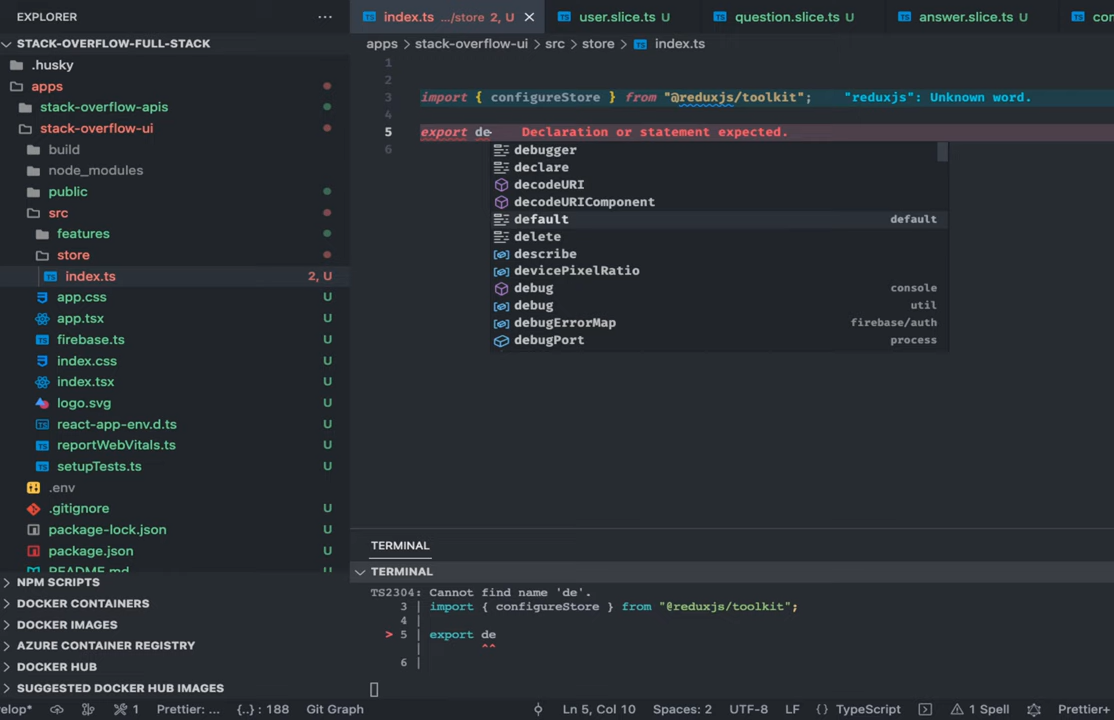 EXPLORER
index.ts .../store 2, U
user.slice.ts U
question.slice.ts U
answer.slice.ts U
STACK-OVERFLOW-FULL-STACK
apps > stack-overflow-ui > src > store > index.ts
.husky
apps
stack-overflow-apis
stack-overflow-ui
build
node_modules
public
src
features
store
index.ts 2, U
app.css U
app.tsx U
firebase.ts U
index.css U
index.tsx U
logo.svg U
react-app-env.d.ts U
reportWebVitals.ts U
setupTests.ts U
.env
.gitignore U
package-lock.json U
package.json U
README.md U
NPM SCRIPTS
DOCKER CONTAINERS
DOCKER IMAGES
AZURE CONTAINER REGISTRY
DOCKER HUB
SUGGESTED DOCKER HUB IMAGES
1
2
3 import { configureStore } from "@reduxjs/toolkit"; "reduxjs": Unknown word.
4
5 export de Declaration or statement expected.
6
debugger
declare
decodeURI
decodeURIComponent
default default
delete
describe
devicePixelRatio
debug console
debug util
debugErrorMap firebase/auth
debugPort process
TERMINAL
TERMINAL
TS2304: Cannot find name 'de'.
3 | import { configureStore } from "@reduxjs/toolkit";
4 |
> 5 | export de
| ^^
6 |
velop* 1 Prettier: ... {..} : 188 Git Graph Ln 5, Col 10 Spaces: 2 UTF-8 LF {} TypeScript 1 Spell Prettier+